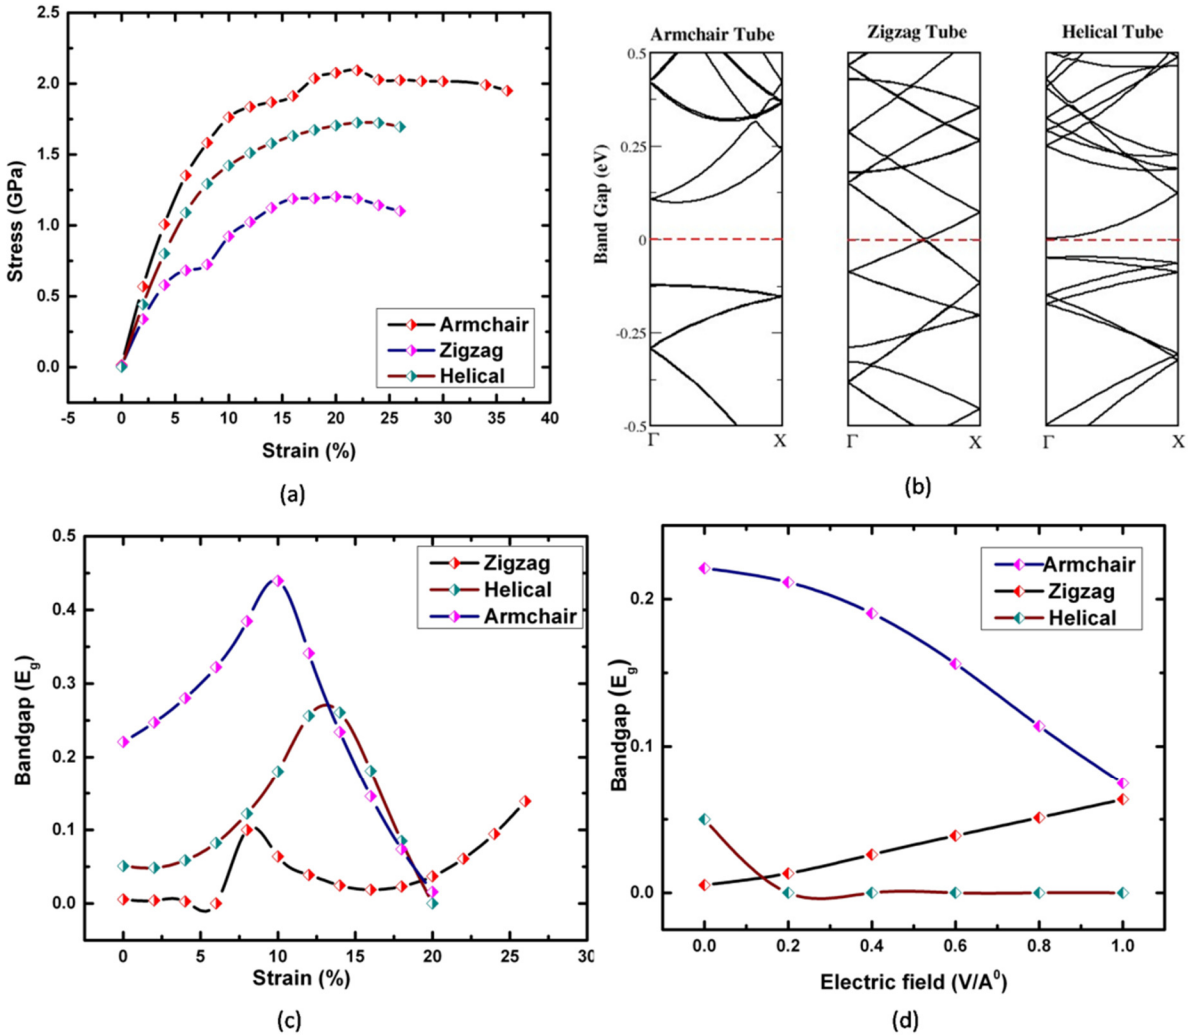 2.5
2.0
1.5
1.0
0.5
0.0
Stress (GPa)
-5 0 5 10 15 20 25 30 35 40
Strain (%)
Armchair
Zigzag
Helical
(a)
Armchair Tube Zigzag Tube Helical Tube
0.5
0.25
0
-0.25
-0.5
Band Gap (eV)
Γ X Γ X Γ X
(b)
0.5
0.4
0.3
0.2
0.1
0.0
Bandgap (Eg)
0 5 10 15 20 25 30
Strain (%)
Zigzag
Helical
Armchair
(c)
0.2
0.1
0.0
Bandgap (Eg)
0.0 0.2 0.4 0.6 0.8 1.0
Electric field (V/A⁰)
Armchair
Zigzag
Helical
(d)